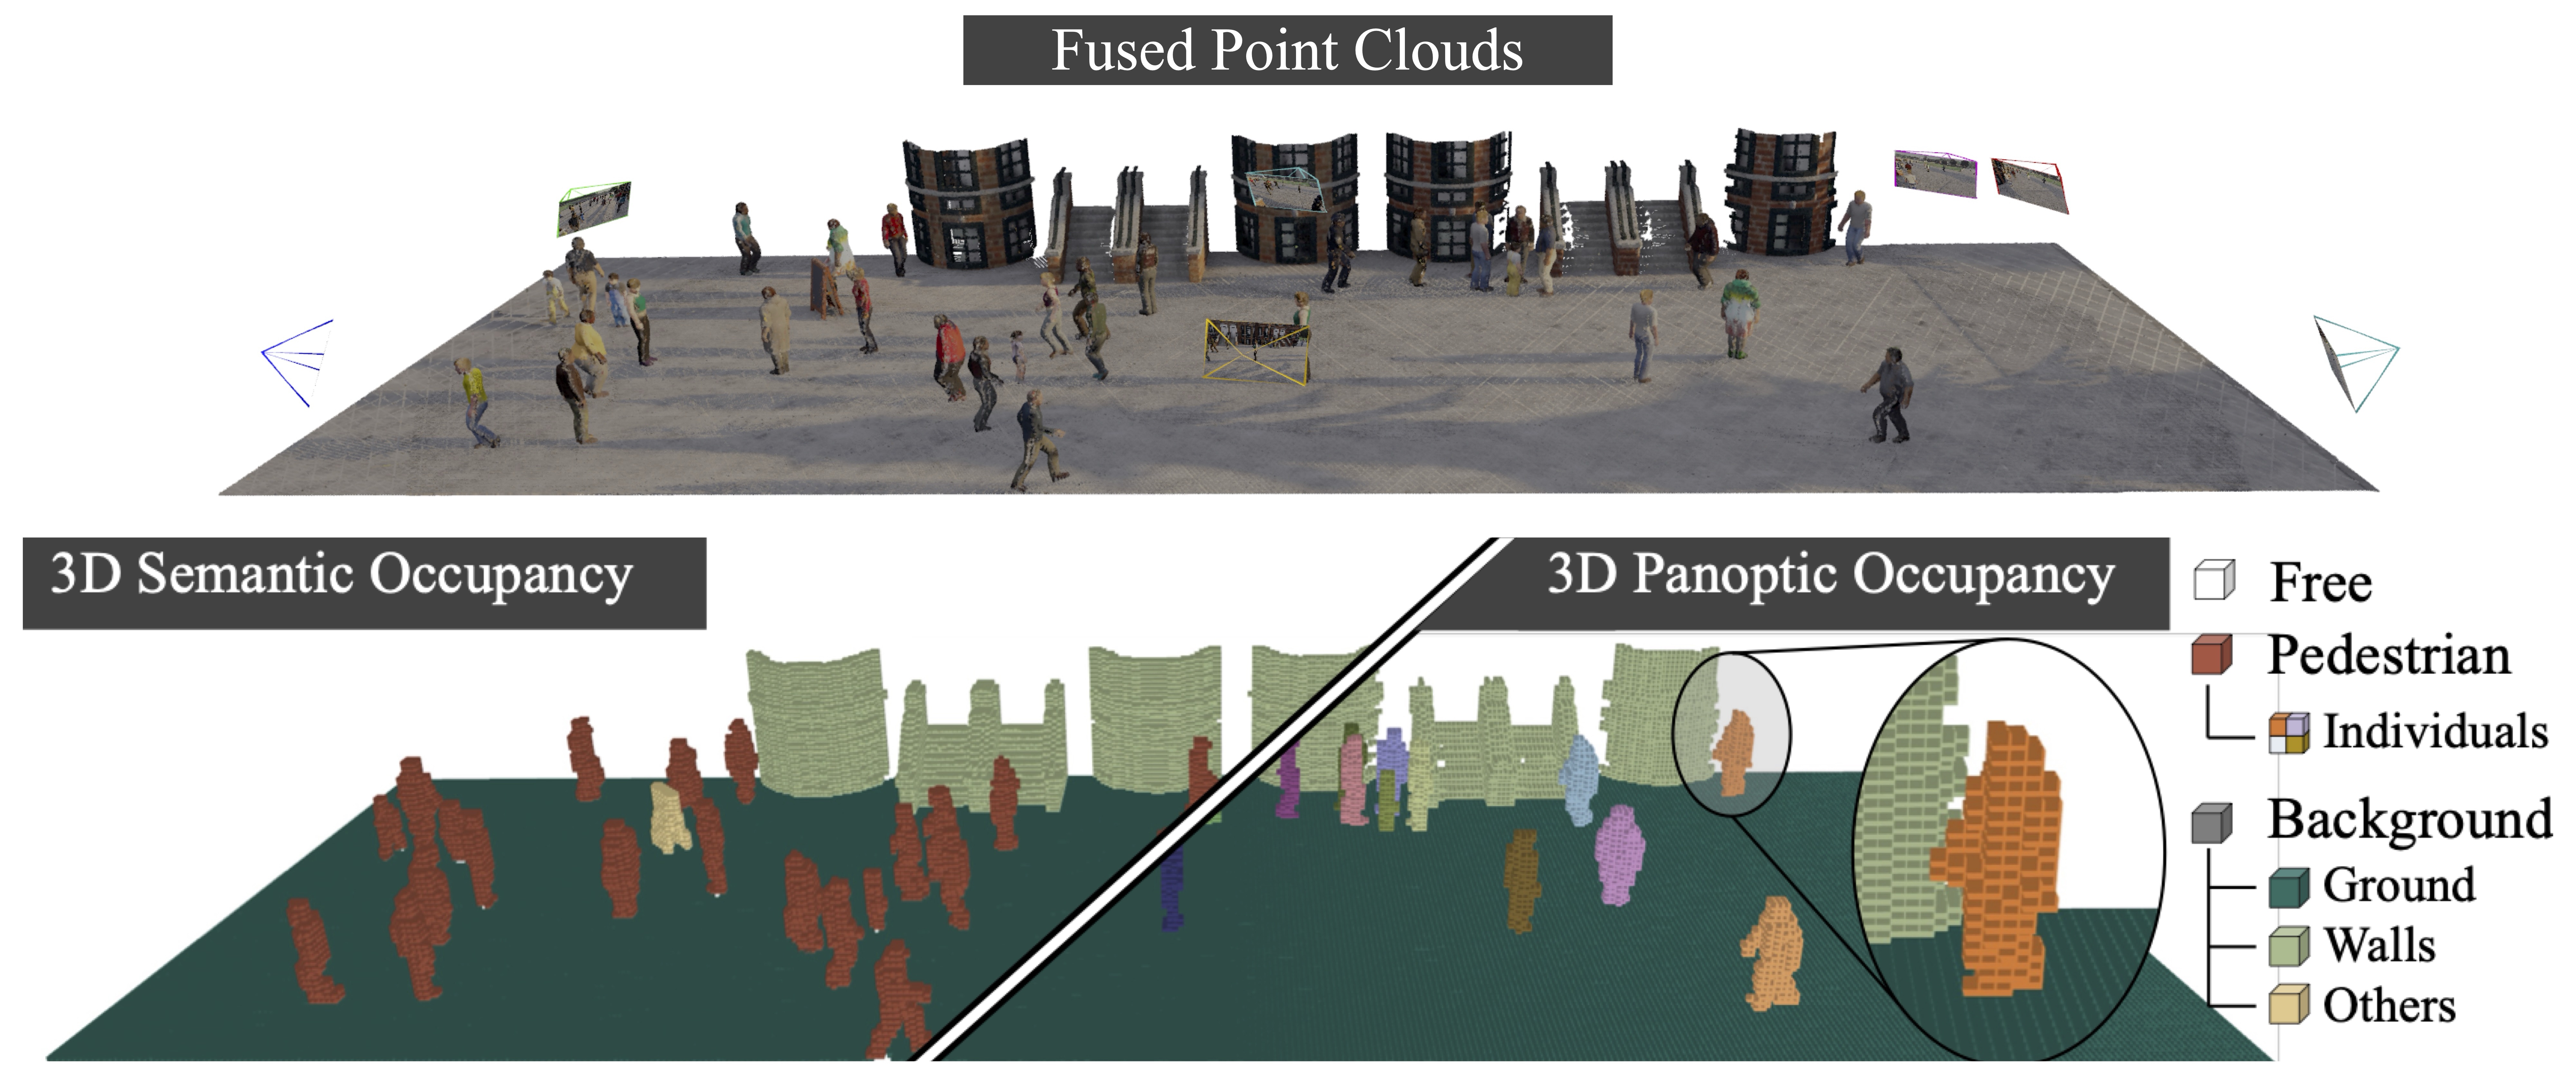 Fused Point Clouds
3D Semantic Occupancy
3D Panoptic Occupancy
Free
Pedestrian
Individuals
Background
Ground
Walls
Others